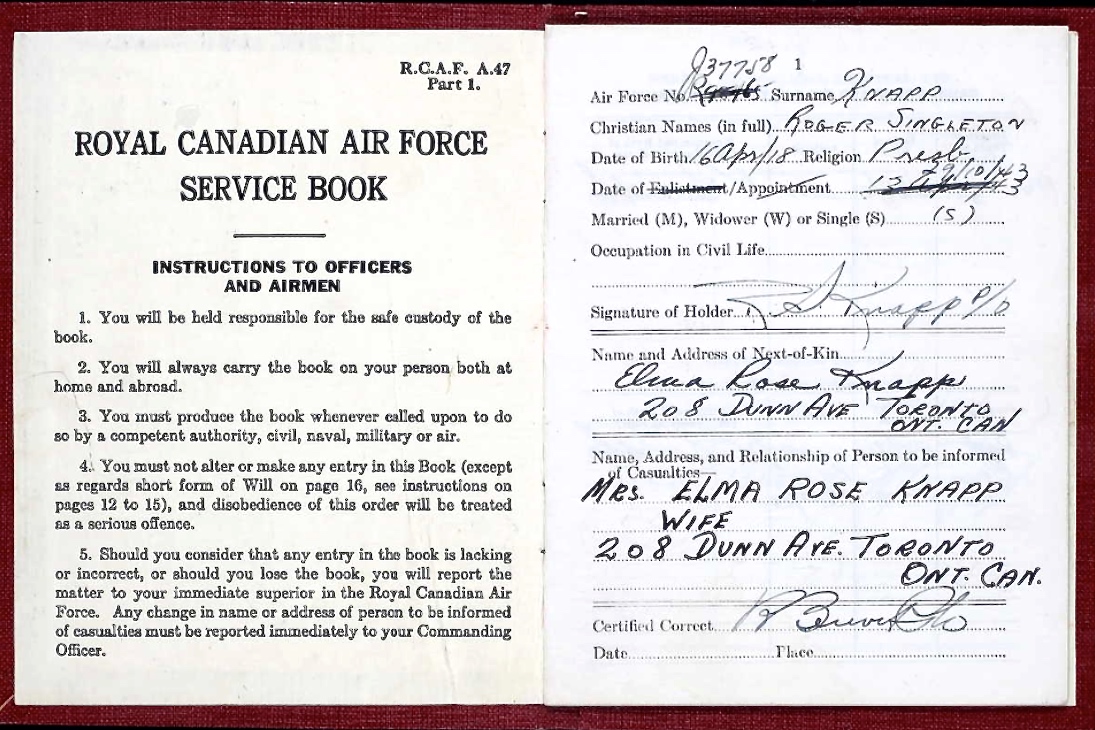 R.C.A.F. A.47
Part 1.
ROYAL CANADIAN AIR FORCE
SERVICE BOOK
INSTRUCTIONS TO OFFICERS
AND AIRMEN
1. You will be held responsible for the safe custody of the
book.
2. You will always carry the book on your person both at
home and abroad.
3. You must produce the book whenever called upon to do
so by a competent authority, civil, naval, military or air.
4. You must not alter or make any entry in this Book (except
as regards short form of Will on page 16, see instructions on
pages 12 to 15), and disobedience of this order will be treated
as a serious offence.
5. Should you consider that any entry in the book is lacking
or incorrect, or should you lose the book, you will report the
matter to your immediate superior in the Royal Canadian Air
Force. Any change in name or address of person to be informed
of casualties must be reported immediately to your Commanding
Officer.
J37758 1
Air Force No. Surname KNAPP
Christian Names (in full) ROGER SINGLETON
Date of Birth 16 Apr/18 Religion Presb.
29/10/43
Date of Enlistment/Appointment
Married (M), Widower (W) or Single (S) (S)
Occupation in Civil Life
Signature of Holder R S Knapp P/O
Name and Address of Next-of-Kin
Elma Rose Knapp
208 DUNN AVE TORONTO
ONT. CAN
Name, Address, and Relationship of Person to be informed
of Casualties—
MRS. ELMA ROSE KNAPP
WIFE
208 DUNN AVE. TORONTO
ONT. CAN.
Certified Correct
Date Place